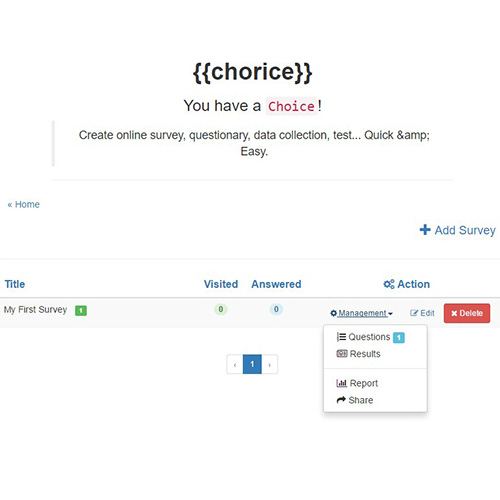 {{chorice}}
You have a Choice!
Create online survey, questionary, data collection, test... Quick &amp;
Easy.
« Home
Add Survey
Title Visited Answered Action
My First Survey 1 0 0 Management Edit Delete
Questions 1
Results
‹ 1 ›
Report
Share